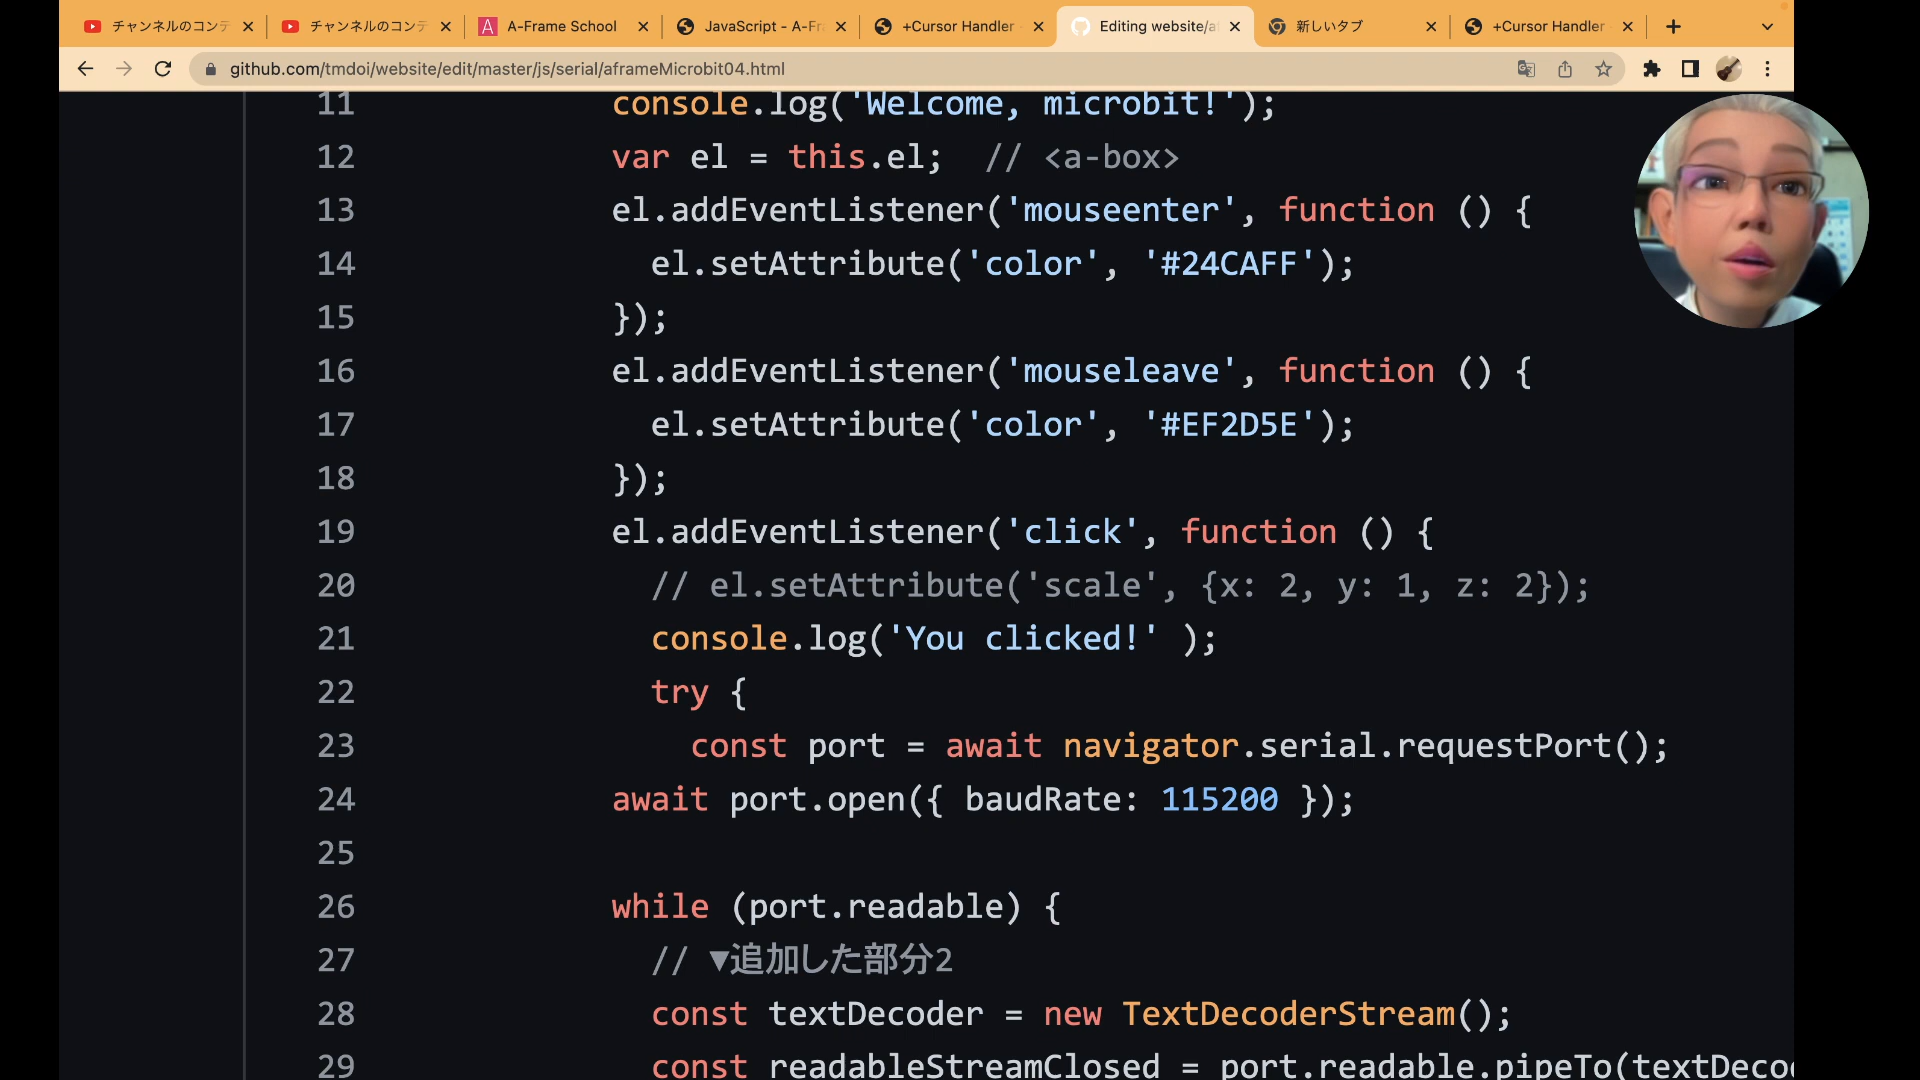 チャンネルのコンテ
チャンネルのコンテ
A-Frame School
JavaScript - A-Fr
+Cursor Handler
Editing website/a
新しいタブ
+Cursor Handler
github.com/tmdoi/website/edit/master/js/serial/aframeMicrobit04.html
11 console.log('Welcome, microbit!');
12 var el = this.el;  // <a-box>
13 el.addEventListener('mouseenter', function () {
14 el.setAttribute('color', '#24CAFF');
15 });
16 el.addEventListener('mouseleave', function () {
17 el.setAttribute('color', '#EF2D5E');
18 });
19 el.addEventListener('click', function () {
20 // el.setAttribute('scale', {x: 2, y: 1, z: 2});
21 console.log('You clicked!' );
22 try {
23 const port = await navigator.serial.requestPort();
24 await port.open({ baudRate: 115200 });
25
26 while (port.readable) {
27 // ▼追加した部分2
28 const textDecoder = new TextDecoderStream();
29 const readableStreamClosed = port.readable.pipeTo(textDeco